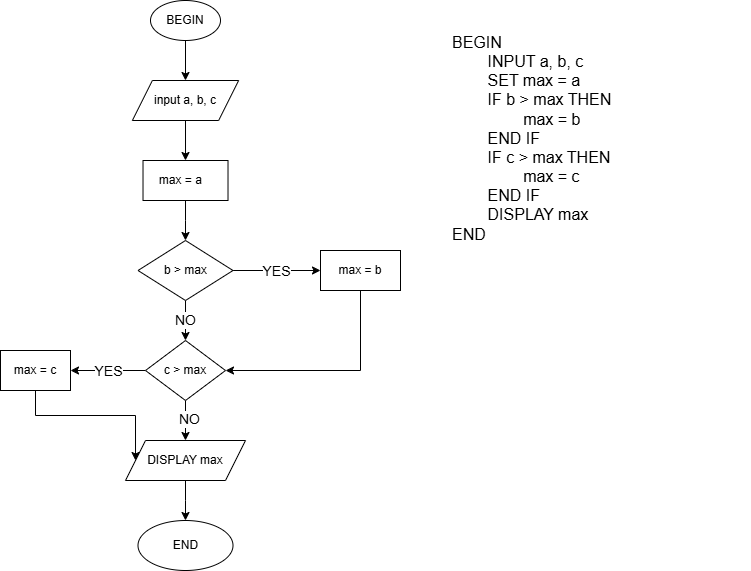 BEGIN
input a, b, c
max = a
b > max
YES
max = b
NO
max = c
YES
c > max
NO
DISPLAY max
END
BEGIN
INPUT a, b, c
SET max = a
IF b > max THEN
max = b
END IF
IF c > max THEN
max = c
END IF
DISPLAY max
END